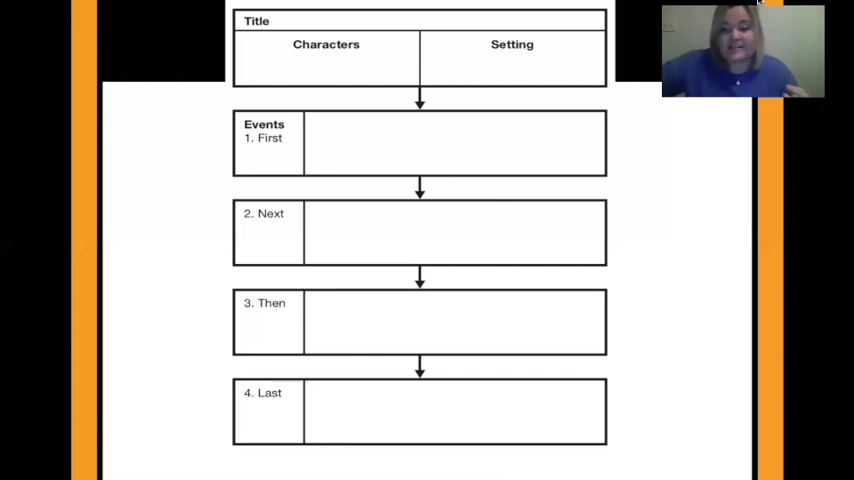 Title
Characters Setting
Events
1. First
2. Next
3. Then
4. Last